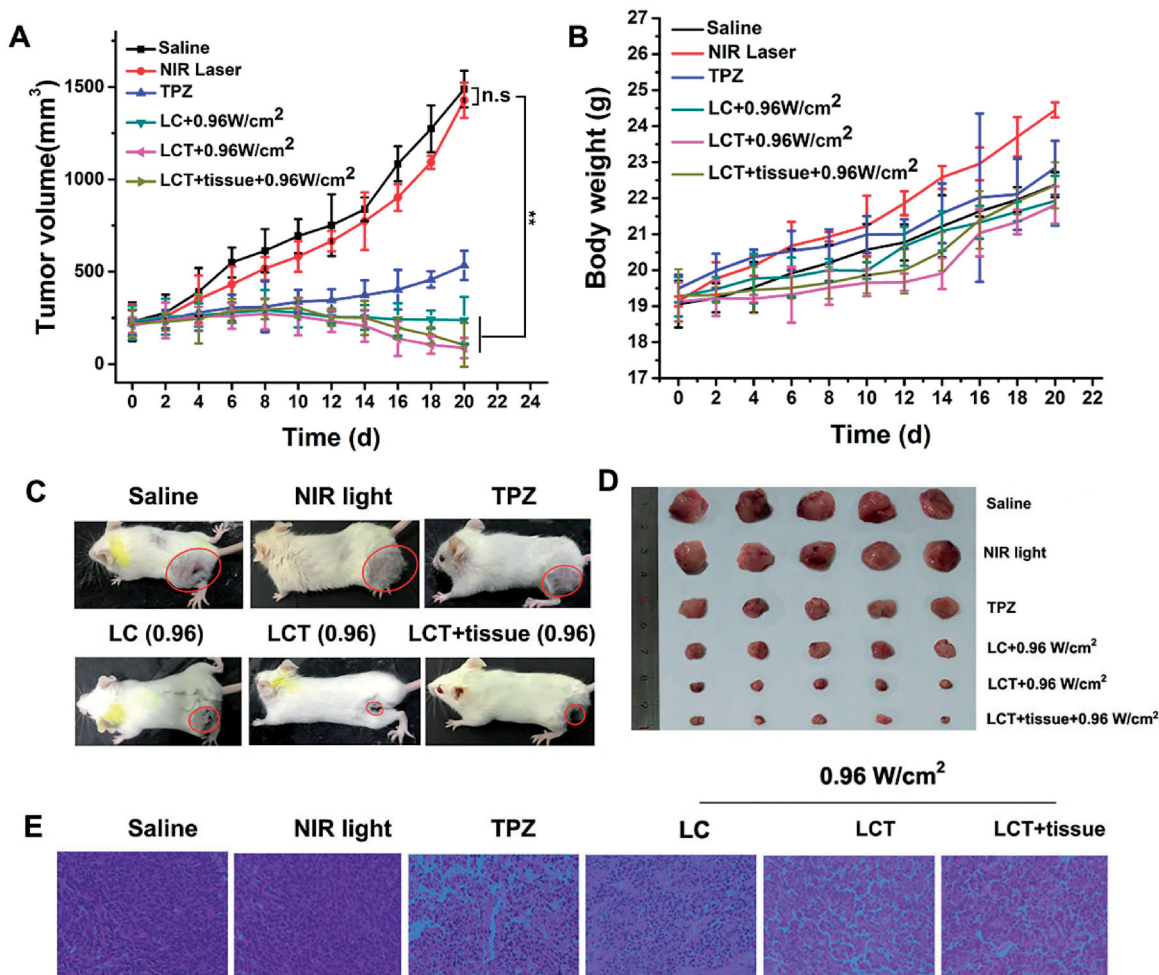 A
Saline
NIR Laser
TPZ
LC+0.96W/cm²
LCT+0.96W/cm²
LCT+tissue+0.96W/cm²
n.s
**
Tumor volume(mm³)
1500
1000
500
0
0 2 4 6 8 10 12 14 16 18 20 22 24
Time (d)
B
Saline
NIR Laser
TPZ
LC+0.96W/cm²
LCT+0.96W/cm²
LCT+tissue+0.96W/cm²
Body weight (g)
27
26
25
24
23
22
21
20
19
18
17
0 2 4 6 8 10 12 14 16 18 20 22
Time (d)
C
Saline NIR light TPZ
LC (0.96) LCT (0.96) LCT+tissue (0.96)
D
Saline
NIR light
TPZ
LC+0.96 W/cm²
LCT+0.96 W/cm²
LCT+tissue+0.96 W/cm²
0.96 W/cm²
E
Saline NIR light TPZ LC LCT LCT+tissue